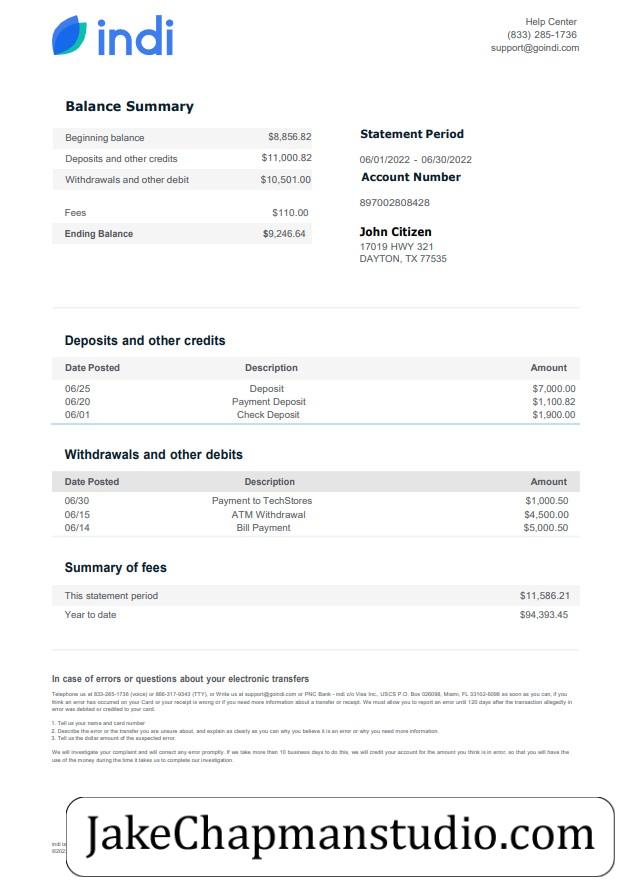 indi
Help Center
(833) 285-1736
support@goindi.com
Balance Summary
Beginning balance $8,856.82
Deposits and other credits $11,000.82
Withdrawals and other debit $10,501.00
Fees $110.00
Ending Balance $9,246.64
Statement Period
06/01/2022 - 06/30/2022
Account Number
897002808428
John Citizen
17019 HWY 321
DAYTON, TX 77535
Deposits and other credits
Date Posted Description Amount
06/25 Deposit $7,000.00
06/20 Payment Deposit $1,100.82
06/01 Check Deposit $1,900.00
Withdrawals and other debits
Date Posted Description Amount
06/30 Payment to TechStores $1,000.50
06/15 ATM Withdrawal $4,500.00
06/14 Bill Payment $5,000.50
Summary of fees
This statement period $11,586.21
Year to date $94,393.45
In case of errors or questions about your electronic transfers
Telephone us at 833-285-1736 (voice) or 866-317-9343 (TTY), or Write us at support@goindi.com or PNC Bank - indi c/o Visa Inc., USCS P.O. Box 026098, Miami, FL 33102-6098 as soon as you can, if you
think an error has occurred on your Card or your receipt is wrong or if you need more information about a transfer or receipt. We must allow you to report an error until 120 days after the transaction allegedly in
error was debited or credited to your card.
1. Tell us your name and card number
2. Describe the error or the transfer you are unsure about, and explain as clearly as you can why you believe it is an error or why you need more information.
3. Tell us the dollar amount of the suspected error.
We will investigate your complaint and will correct any error promptly. If we take more than 10 business days to do this, we will credit your account for the amount you think is in error, so that you will have the
use of the money during the time it takes us to complete our investigation.
indi
JakeChapmanstudio.com